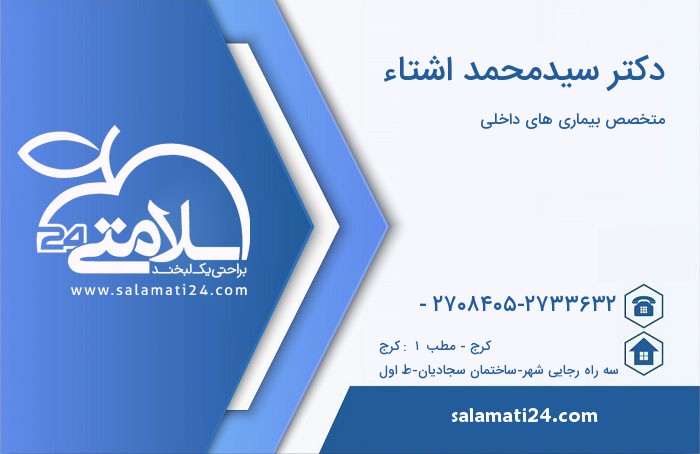 دکتر سیدمحمد اشتاء
متخصص بیماری های داخلی
سلامتی 24
براحتی یک لبخند
www.salamati24.com
۲۷۰۸۴۰۵-۲۷۳۳۶۳۲ -
کرج - مطب ۱ : کرج
سه راه رجایی شهر-ساختمان سجادیان-ط اول
salamati24.com